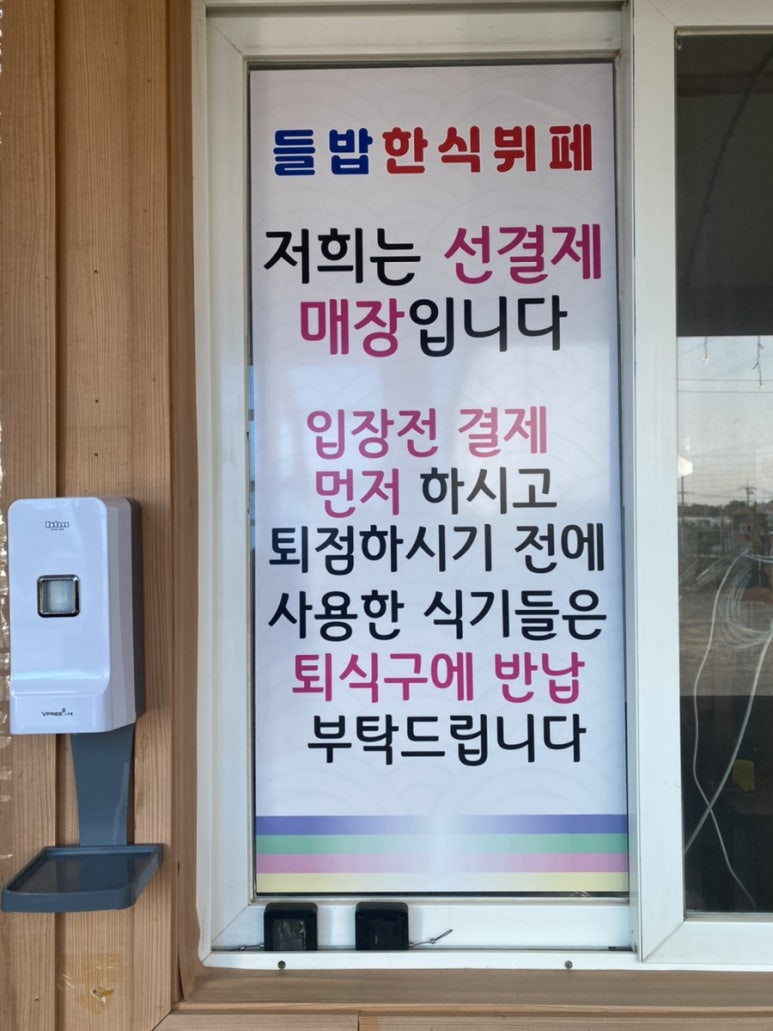 들밥한식뷔페
저희는 선결제
매장입니다
입장전 결제
먼저 하시고
퇴점하시기 전에
사용한 식기들은
퇴식구에 반납
부탁드립니다
VFREE